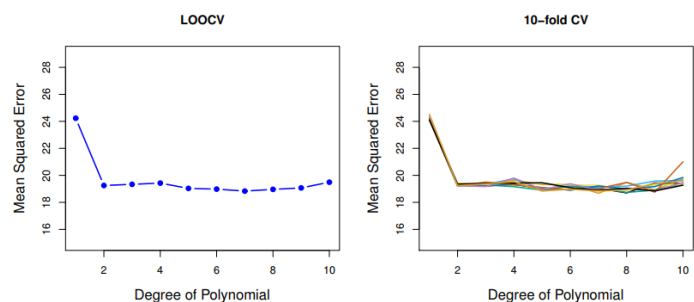 LOOCV
Mean Squared Error
28
26
24
22
20
18
16
2 4 6 8 10
Degree of Polynomial
10−fold CV
Mean Squared Error
28
26
24
22
20
18
16
2 4 6 8 10
Degree of Polynomial